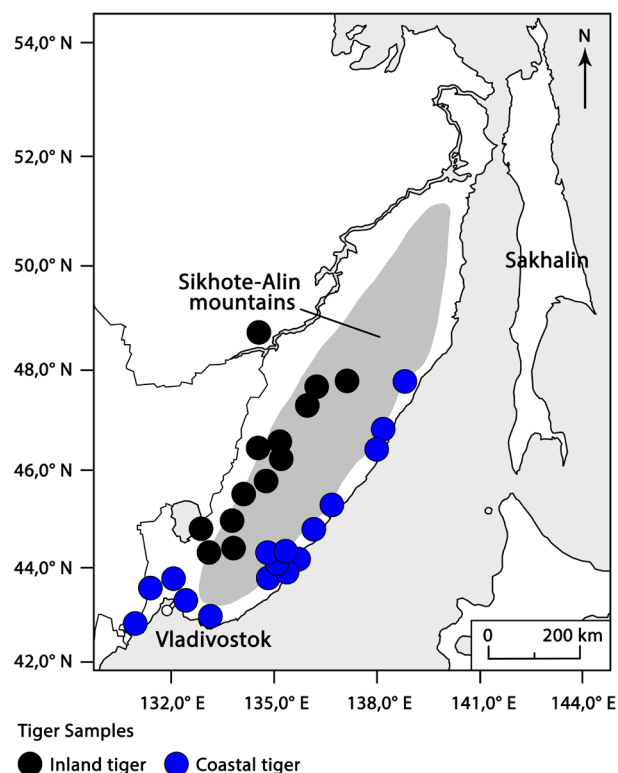 54,0° N
N
52,0° N
50,0° N
Sakhalin
Sikhote-Alin
mountains
48,0° N
46,0° N
44,0° N
Vladivostok
0 200 km
42,0° N
132,0° E 135,0° E 138,0° E 141,0° E 144,0° E
Tiger Samples
Inland tiger Coastal tiger